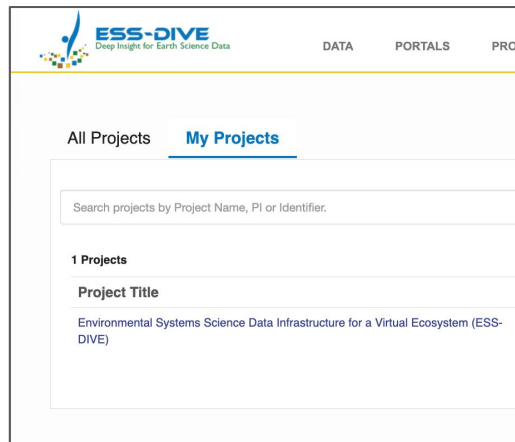 ESS-DIVE
Deep Insight for Earth Science Data
DATA PORTALS PRO
All Projects My Projects
Search projects by Project Name, PI or Identifier.
1 Projects
Project Title
Environmental Systems Science Data Infrastructure for a Virtual Ecosystem (ESS-
DIVE)